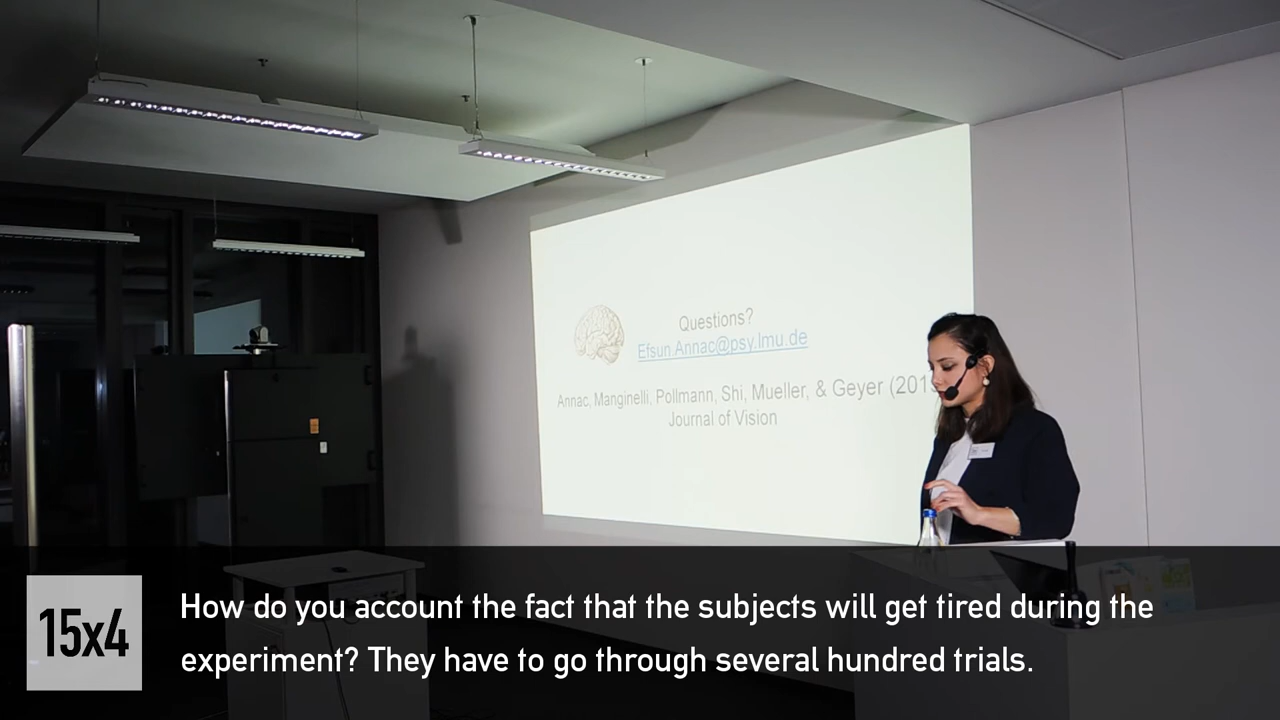 Questions?
Efsun.Annac@psy.lmu.de
Annac, Manginelli, Pollmann, Shi, Mueller, & Geyer (2013
Journal of Vision
15x4
How do you account the fact that the subjects will get tired during the
experiment? They have to go through several hundred trials.